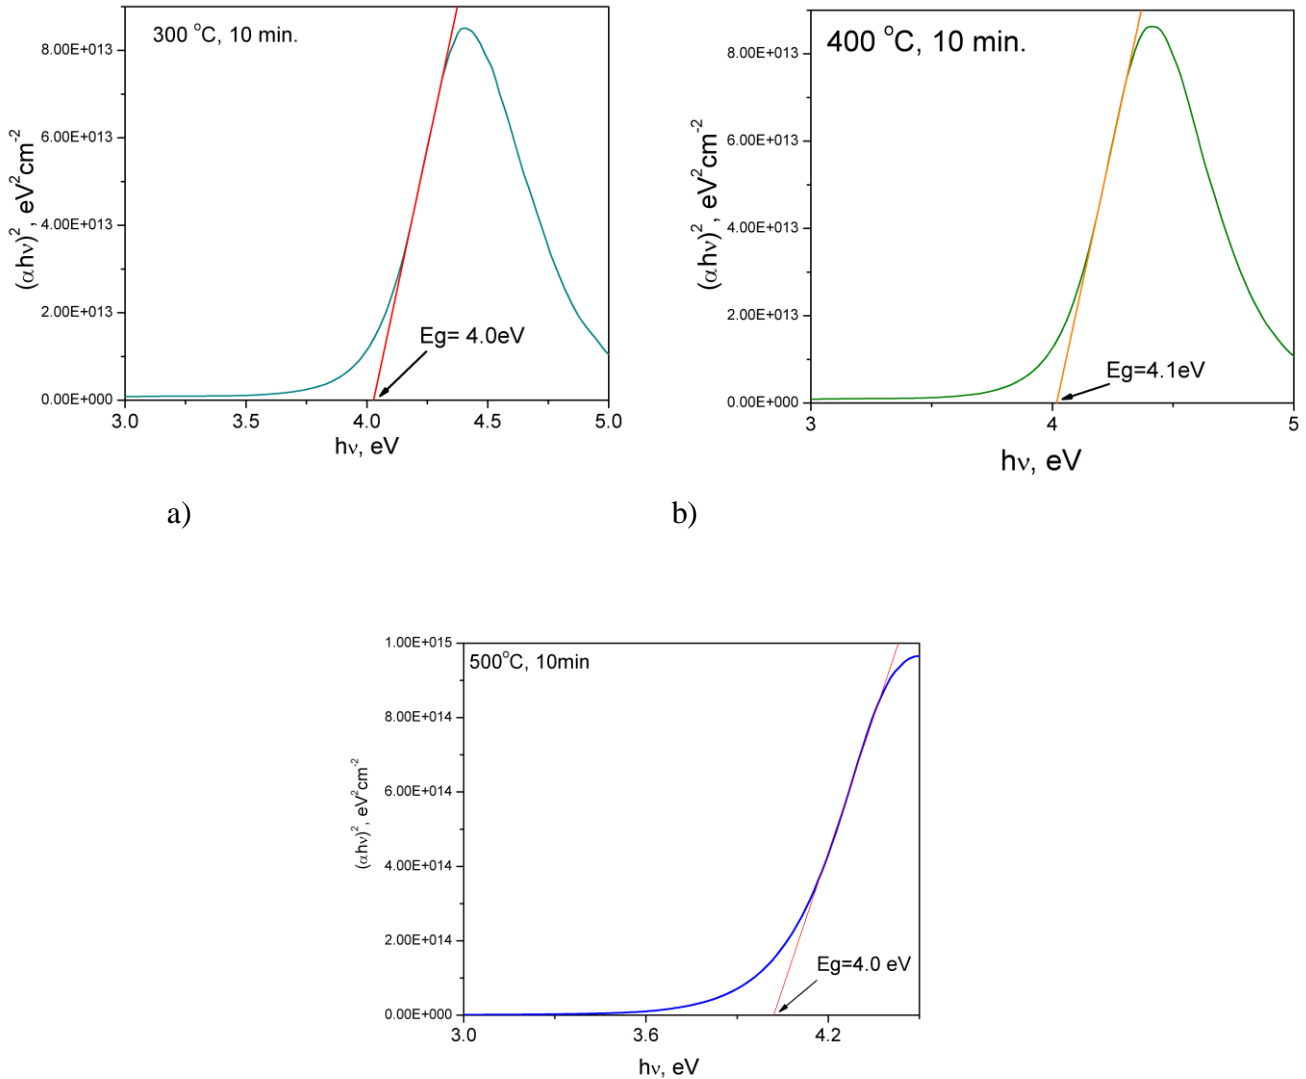 300 °C, 10 min.
8.00E+013
6.00E+013
4.00E+013
2.00E+013
0.00E+000
(αhν)², eV²cm⁻²
Eg= 4.0eV
3.0 3.5 4.0 4.5 5.0
hν, eV
400 °C, 10 min.
8.00E+013
6.00E+013
4.00E+013
2.00E+013
0.00E+000
(αhν)², eV²cm⁻²
Eg=4.1eV
3 4 5
hν, eV
a) b)
500°C, 10min
1.00E+015
8.00E+014
6.00E+014
4.00E+014
2.00E+014
0.00E+000
(αhν)², eV²cm⁻²
Eg=4.0 eV
3.0 3.6 4.2
hν, eV